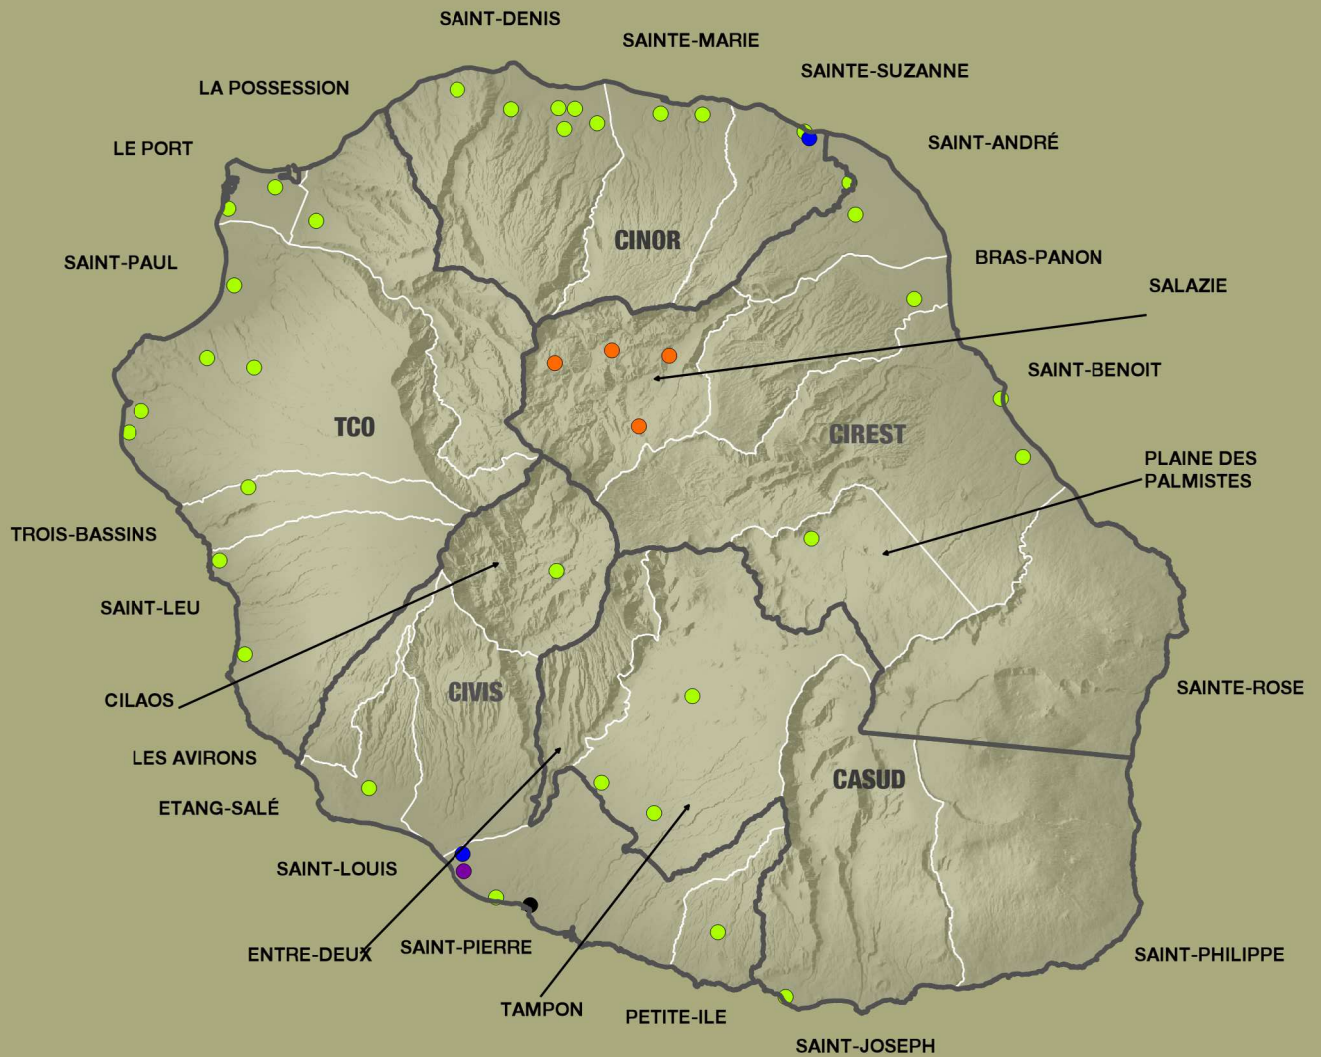 SAINT-DENIS
SAINTE-MARIE
SAINTE-SUZANNE
LA POSSESSION
LE PORT
SAINT-ANDRÉ
CINOR
SAINT-PAUL
BRAS-PANON
SALAZIE
SAINT-BENOIT
TCO
CIREST
PLAINE DES
PALMISTES
TROIS-BASSINS
SAINT-LEU
CILAOS
CIVIS
SAINTE-ROSE
LES AVIRONS
CASUD
ETANG-SALÉ
SAINT-LOUIS
ENTRE-DEUX
SAINT-PIERRE
SAINT-PHILIPPE
TAMPON
PETITE-ILE
SAINT-JOSEPH